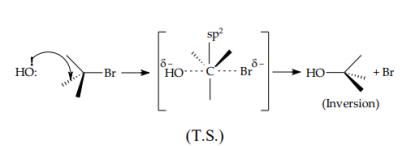 sp²
HO: Br δ– HO C Br δ– HO + Br
(Inversion)
(T.S.)